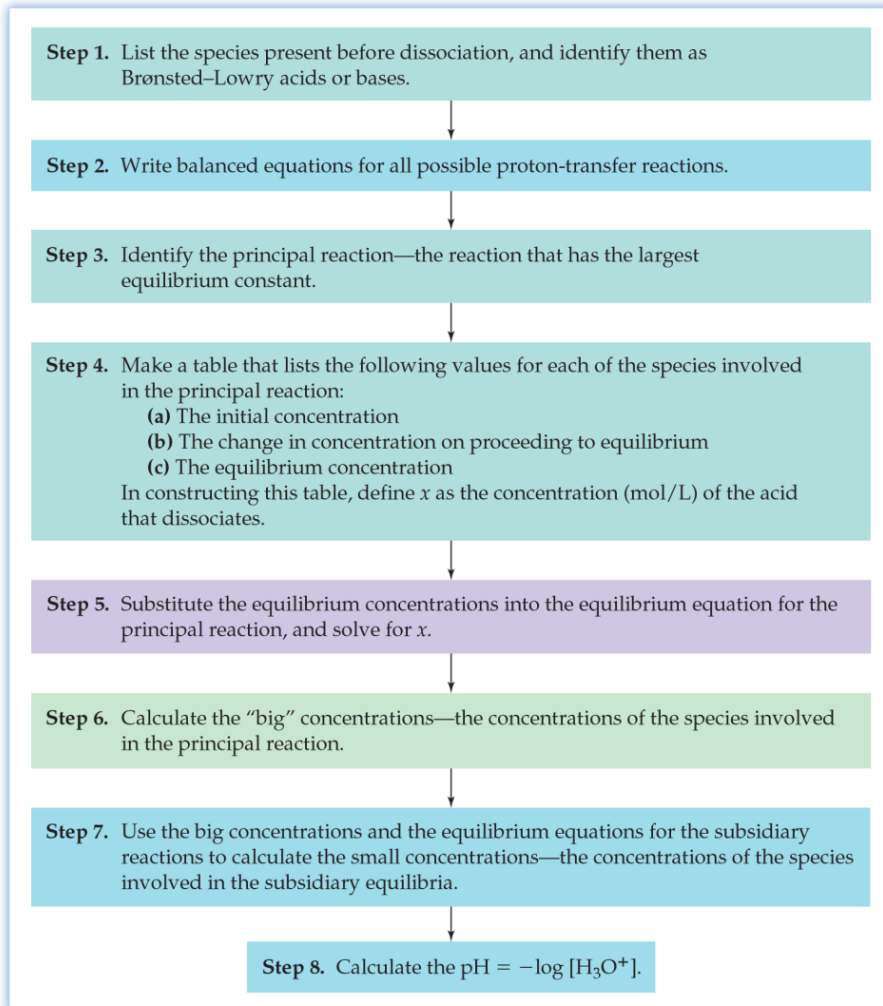 Step 1. List the species present before dissociation, and identify them as
Brønsted–Lowry acids or bases.
Step 2. Write balanced equations for all possible proton-transfer reactions.
Step 3. Identify the principal reaction—the reaction that has the largest
equilibrium constant.
Step 4. Make a table that lists the following values for each of the species involved
in the principal reaction:
(a) The initial concentration
(b) The change in concentration on proceeding to equilibrium
(c) The equilibrium concentration
In constructing this table, define x as the concentration (mol/L) of the acid
that dissociates.
Step 5. Substitute the equilibrium concentrations into the equilibrium equation for the
principal reaction, and solve for x.
Step 6. Calculate the “big” concentrations—the concentrations of the species involved
in the principal reaction.
Step 7. Use the big concentrations and the equilibrium equations for the subsidiary
reactions to calculate the small concentrations—the concentrations of the species
involved in the subsidiary equilibria.
Step 8. Calculate the pH = −log [H₃O⁺].